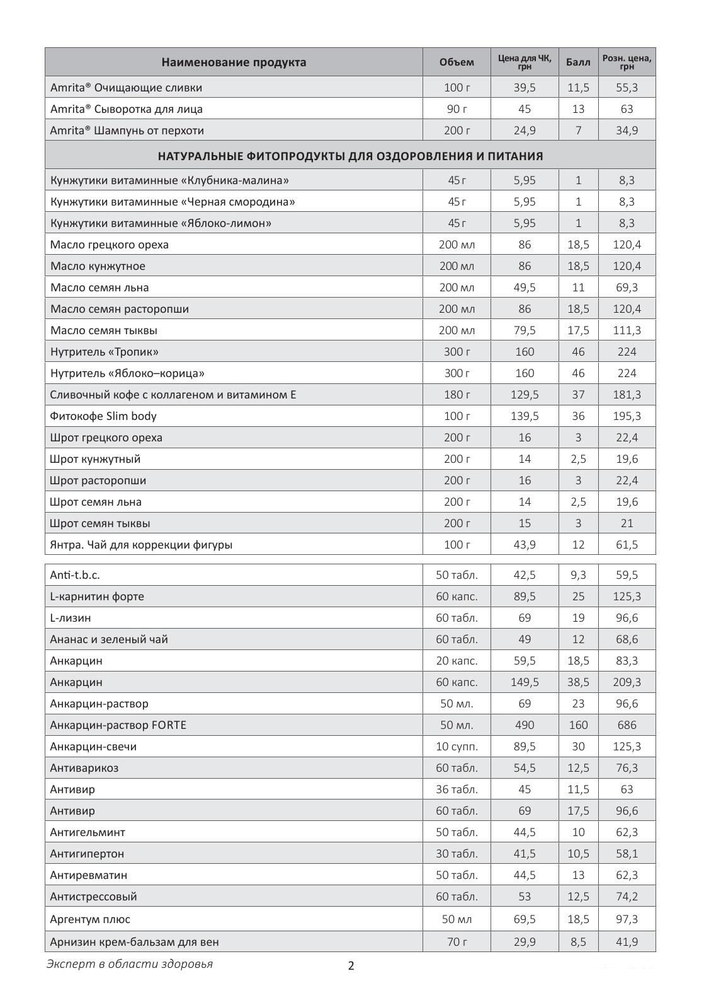 Наименование продукта Объем Цена для ЧК, грн Балл Розн. цена, грн
Amrita® Очищающие сливки 100 г 39,5 11,5 55,3
Amrita® Сыворотка для лица 90 г 45 13 63
Amrita® Шампунь от перхоти 200 г 24,9 7 34,9
НАТУРАЛЬНЫЕ ФИТОПРОДУКТЫ ДЛЯ ОЗДОРОВЛЕНИЯ И ПИТАНИЯ
Кунжутики витаминные «Клубника-малина» 45 г 5,95 1 8,3
Кунжутики витаминные «Черная смородина» 45 г 5,95 1 8,3
Кунжутики витаминные «Яблоко-лимон» 45 г 5,95 1 8,3
Масло грецкого ореха 200 мл 86 18,5 120,4
Масло кунжутное 200 мл 86 18,5 120,4
Масло семян льна 200 мл 49,5 11 69,3
Масло семян расторопши 200 мл 86 18,5 120,4
Масло семян тыквы 200 мл 79,5 17,5 111,3
Нутритель «Тропик» 300 г 160 46 224
Нутритель «Яблоко–корица» 300 г 160 46 224
Сливочный кофе с коллагеном и витамином Е 180 г 129,5 37 181,3
Фитокофе Slim body 100 г 139,5 36 195,3
Шрот грецкого ореха 200 г 16 3 22,4
Шрот кунжутный 200 г 14 2,5 19,6
Шрот расторопши 200 г 16 3 22,4
Шрот семян льна 200 г 14 2,5 19,6
Шрот семян тыквы 200 г 15 3 21
Янтра. Чай для коррекции фигуры 100 г 43,9 12 61,5
Anti-t.b.c. 50 табл. 42,5 9,3 59,5
L-карнитин форте 60 капс. 89,5 25 125,3
L-лизин 60 табл. 69 19 96,6
Ананас и зеленый чай 60 табл. 49 12 68,6
Анкарцин 20 капс. 59,5 18,5 83,3
Анкарцин 60 капс. 149,5 38,5 209,3
Анкарцин-раствор 50 мл. 69 23 96,6
Анкарцин-раствор FORTE 50 мл. 490 160 686
Анкарцин-свечи 10 супп. 89,5 30 125,3
Антиварикоз 60 табл. 54,5 12,5 76,3
Антивир 36 табл. 45 11,5 63
Антивир 60 табл. 69 17,5 96,6
Антигельминт 50 табл. 44,5 10 62,3
Антигипертон 30 табл. 41,5 10,5 58,1
Антиревматин 50 табл. 44,5 13 62,3
Антистрессовый 60 табл. 53 12,5 74,2
Аргентум плюс 50 мл 69,5 18,5 97,3
Арнизин крем-бальзам для вен 70 г 29,9 8,5 41,9
Эксперт в области здоровья 2